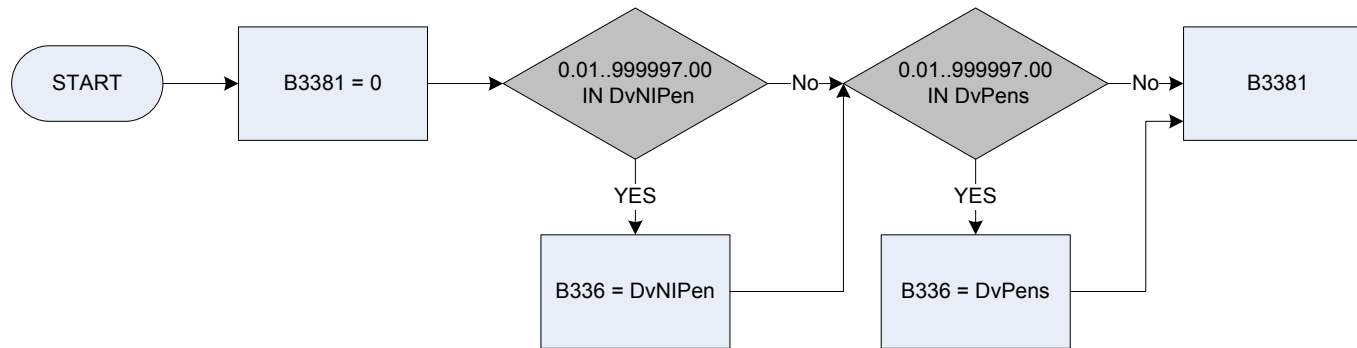 START
B3381 = 0
0.01..999997.00
IN DvNIPen
No
0.01..999997.00
IN DvPens
No
B3381
YES
YES
B336 = DvNIPen
B336 = DvPens